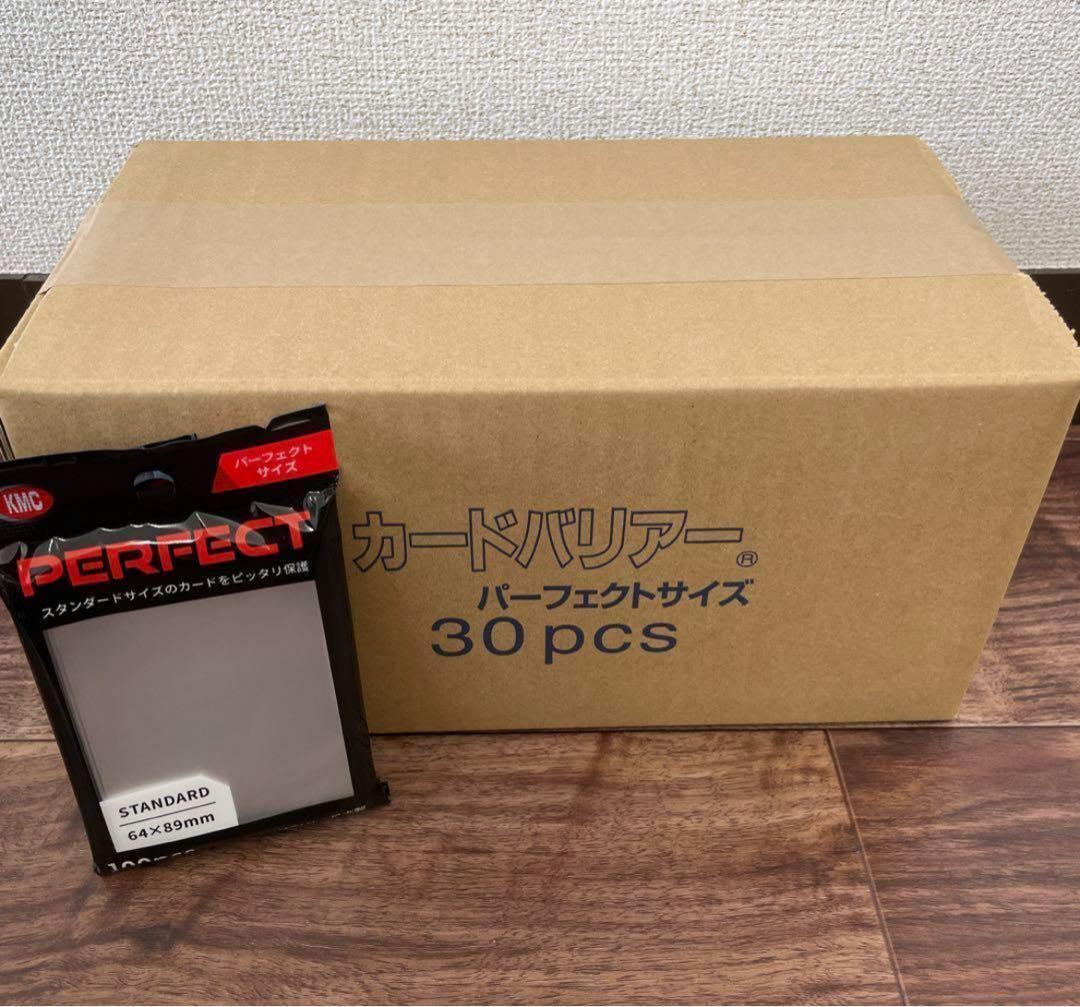 カードバリアー®
パーフェクトサイズ
30pcs
KMC
パーフェクト
サイズ
PERFECT
スタンダードサイズのカードをピッタリ保護
STANDARD
64×89mm
100pcs